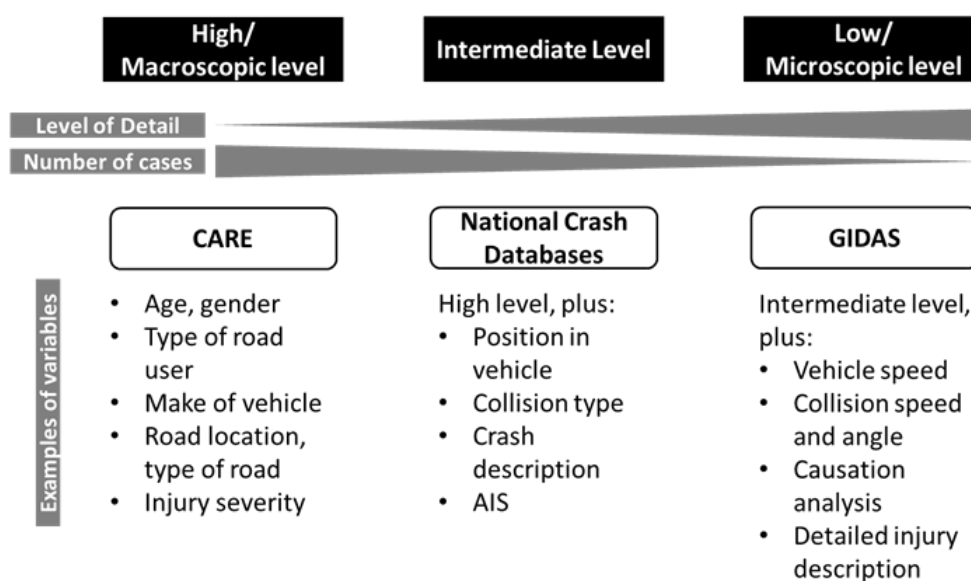 High/
Macroscopic level
Intermediate Level
Low/
Microscopic level
Level of Detail
Number of cases
CARE
National Crash
Databases
GIDAS
Examples of variables
• Age, gender
• Type of road
user
• Make of vehicle
• Road location,
type of road
• Injury severity
High level, plus:
• Position in
vehicle
• Collision type
• Crash
description
• AIS
Intermediate level,
plus:
• Vehicle speed
• Collision speed
and angle
• Causation
analysis
• Detailed injury
description